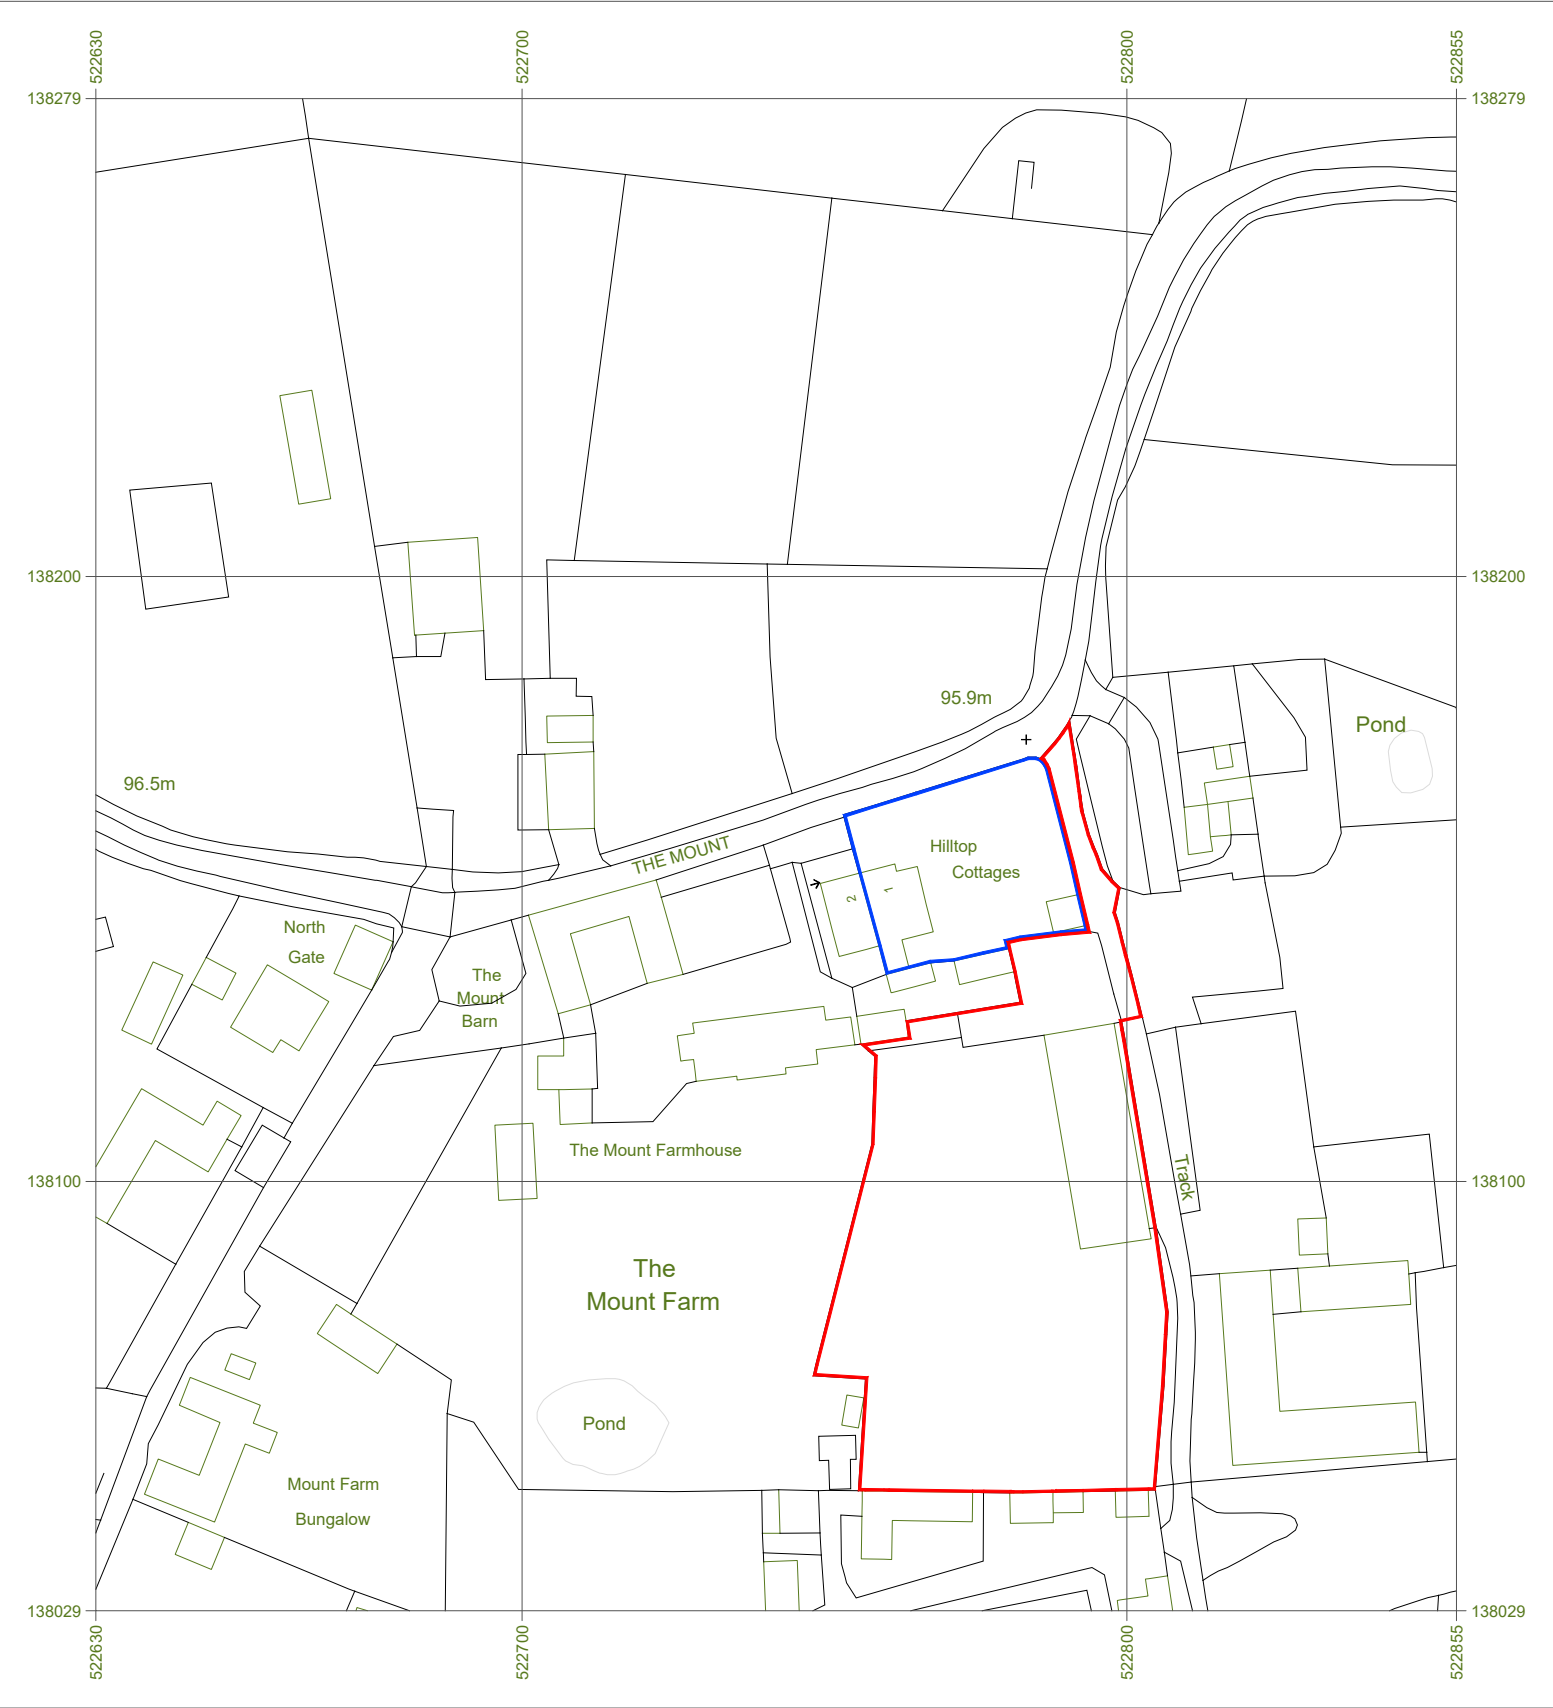 522630
522700
522800
522855
138279
138279
138200
138200
95.9m
Pond
96.5m
THE MOUNT
Hilltop
Cottages
2
1
North
Gate
The
Mount
Barn
The Mount Farmhouse
138100
138100
Track
The
Mount Farm
Pond
Mount Farm
Bungalow
138029
138029
522630
522700
522800
522855